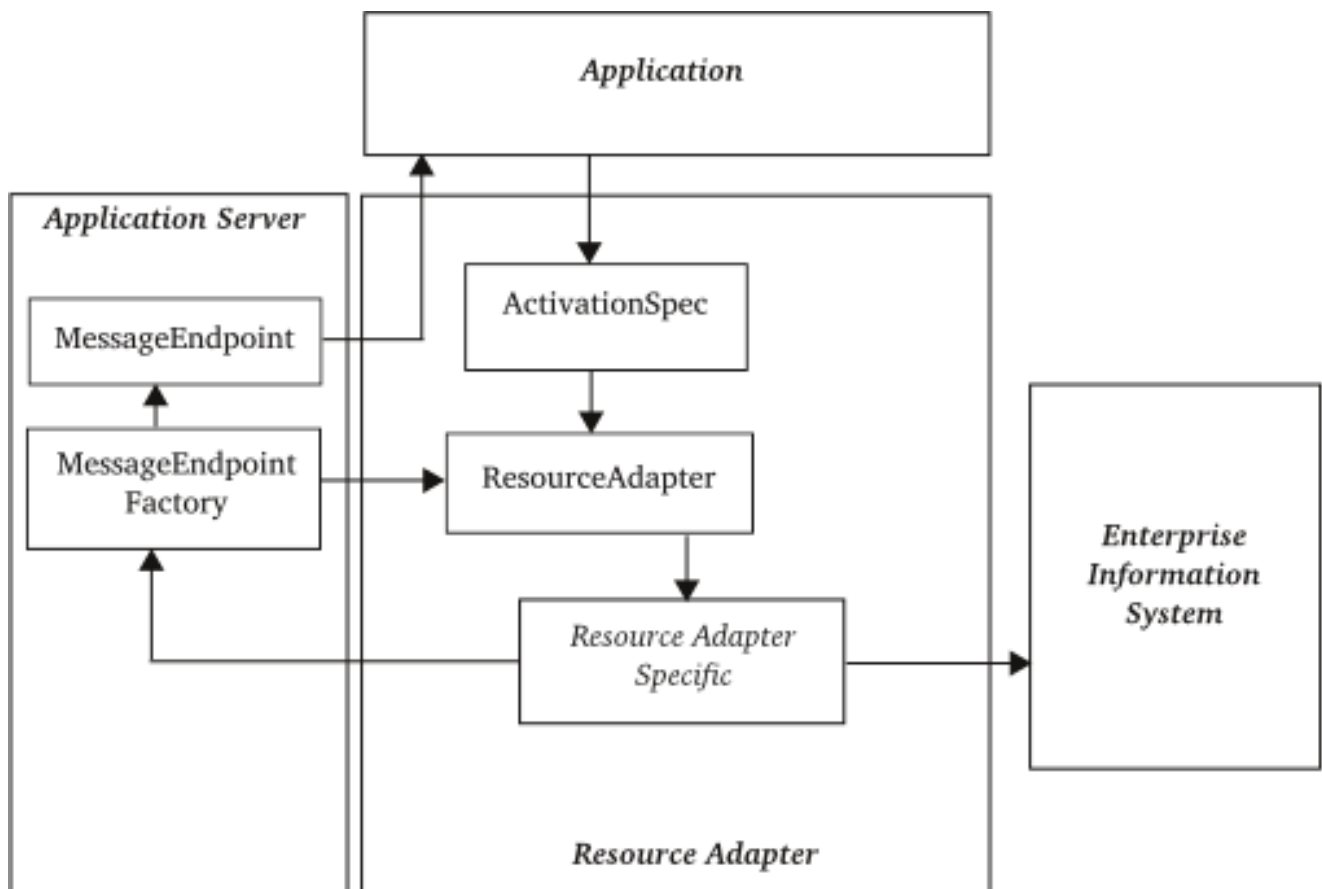 Application
Application Server
MessageEndpoint
MessageEndpoint
Factory
ActivationSpec
ResourceAdapter
Resource Adapter
Specific
Resource Adapter
Enterprise
Information
System